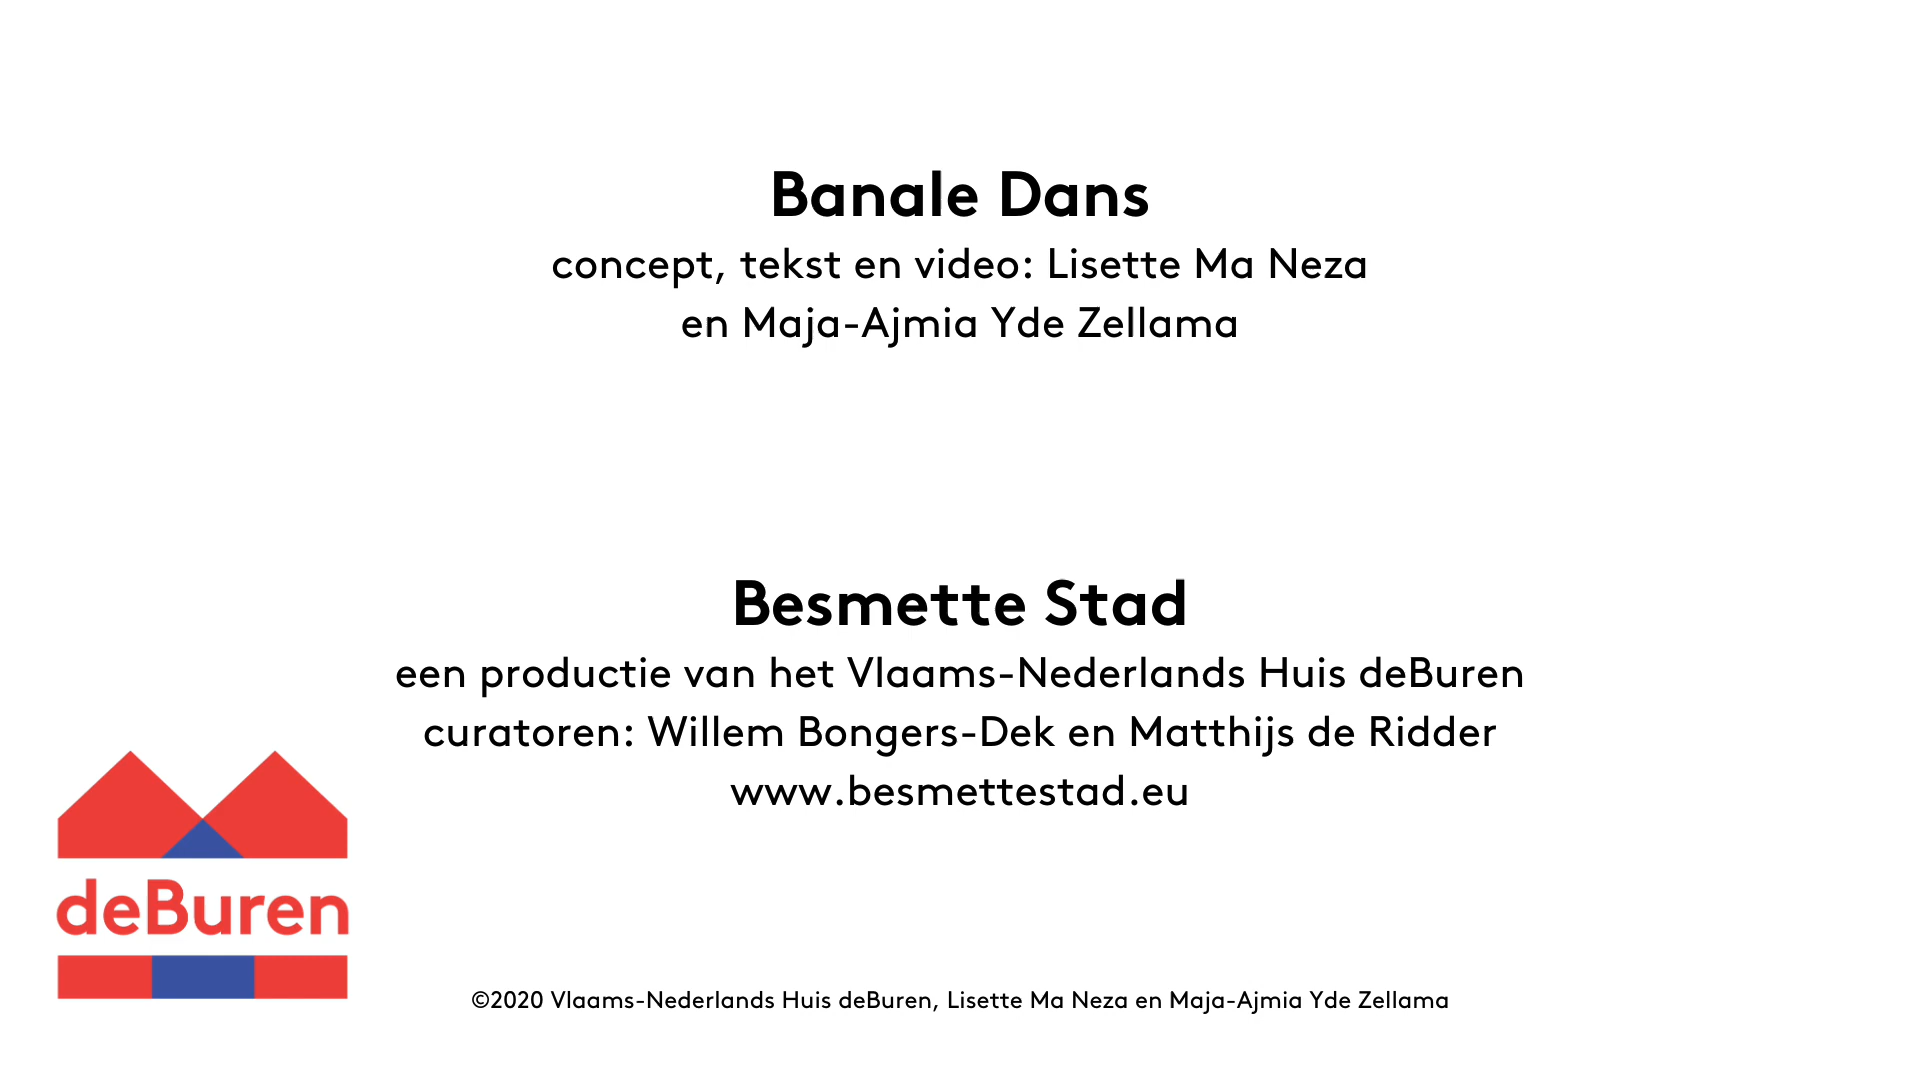 Banale Dans
concept, tekst en video: Lisette Ma Neza
en Maja-Ajmia Yde Zellama
Besmette Stad
een productie van het Vlaams-Nederlands Huis deBuren
curatoren: Willem Bongers-Dek en Matthijs de Ridder
www.besmettestad.eu
deBuren
©2020 Vlaams-Nederlands Huis deBuren, Lisette Ma Neza en Maja-Ajmia Yde Zellama